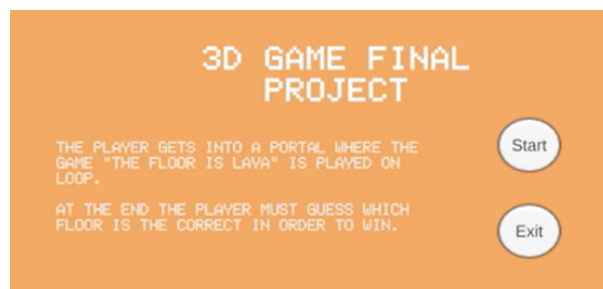 3D GAME FINAL
PROJECT
THE PLAYER GETS INTO A PORTAL WHERE THE
GAME "THE FLOOR IS LAVA" IS PLAYED ON
LOOP.
AT THE END THE PLAYER MUST GUESS WHICH
FLOOR IS THE CORRECT IN ORDER TO WIN.
Start
Exit